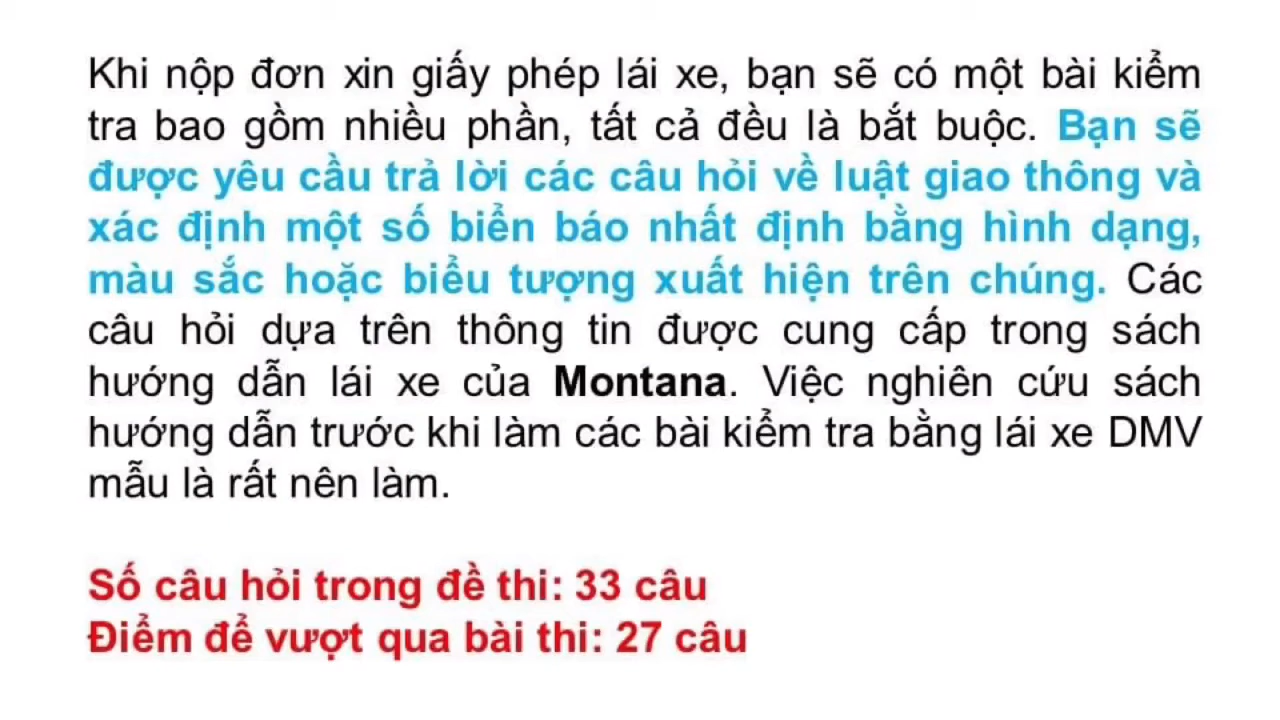 Khi nộp đơn xin giấy phép lái xe, bạn sẽ có một bài kiểm
tra bao gồm nhiều phần, tất cả đều là bắt buộc. Bạn sẽ
được yêu cầu trả lời các câu hỏi về luật giao thông và
xác định một số biển báo nhất định bằng hình dạng,
màu sắc hoặc biểu tượng xuất hiện trên chúng. Các
câu hỏi dựa trên thông tin được cung cấp trong sách
hướng dẫn lái xe của Montana. Việc nghiên cứu sách
hướng dẫn trước khi làm các bài kiểm tra bằng lái xe DMV
mẫu là rất nên làm.
Số câu hỏi trong đề thi: 33 câu
Điểm để vượt qua bài thi: 27 câu